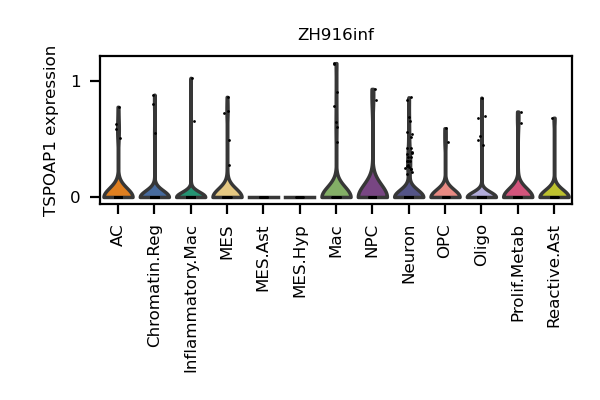 ZH916inf
TSPOAP1 expression
1
0
AC
Chromatin.Reg
Inflammatory.Mac
MES
MES.Ast
MES.Hyp
Mac
NPC
Neuron
OPC
Oligo
Prolif.Metab
Reactive.Ast